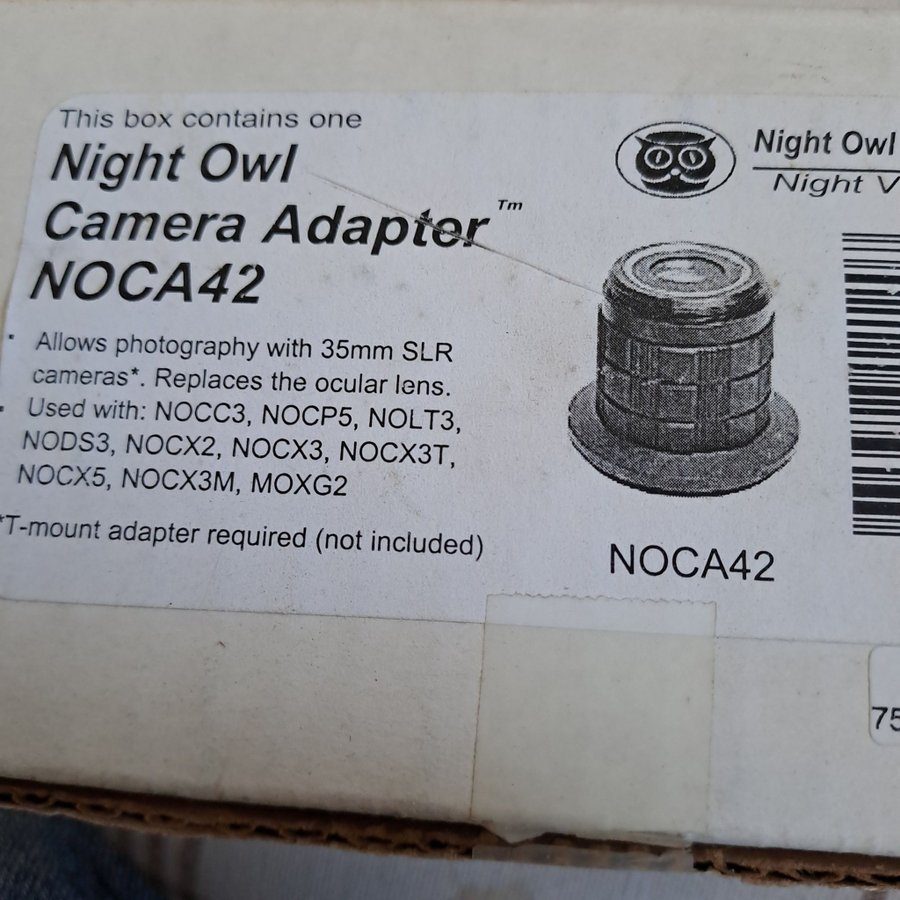 This box contains one
Night Owl
Camera Adapter™
NOCA42
• Allows photography with 35mm SLR
cameras*. Replaces the ocular lens.
• Used with: NOCC3, NOCP5, NOLT3,
NODS3, NOCX2, NOCX3, NOCX3T,
NOCX5, NOCX3M, MOXG2
*T-mount adapter required (not included)
Night Owl
Night V
NOCA42
75